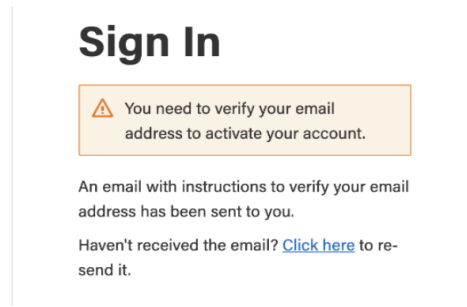 Sign In
You need to verify your email
address to activate your account.
An email with instructions to verify your email
address has been sent to you.
Haven't received the email? Click here to re-
send it.